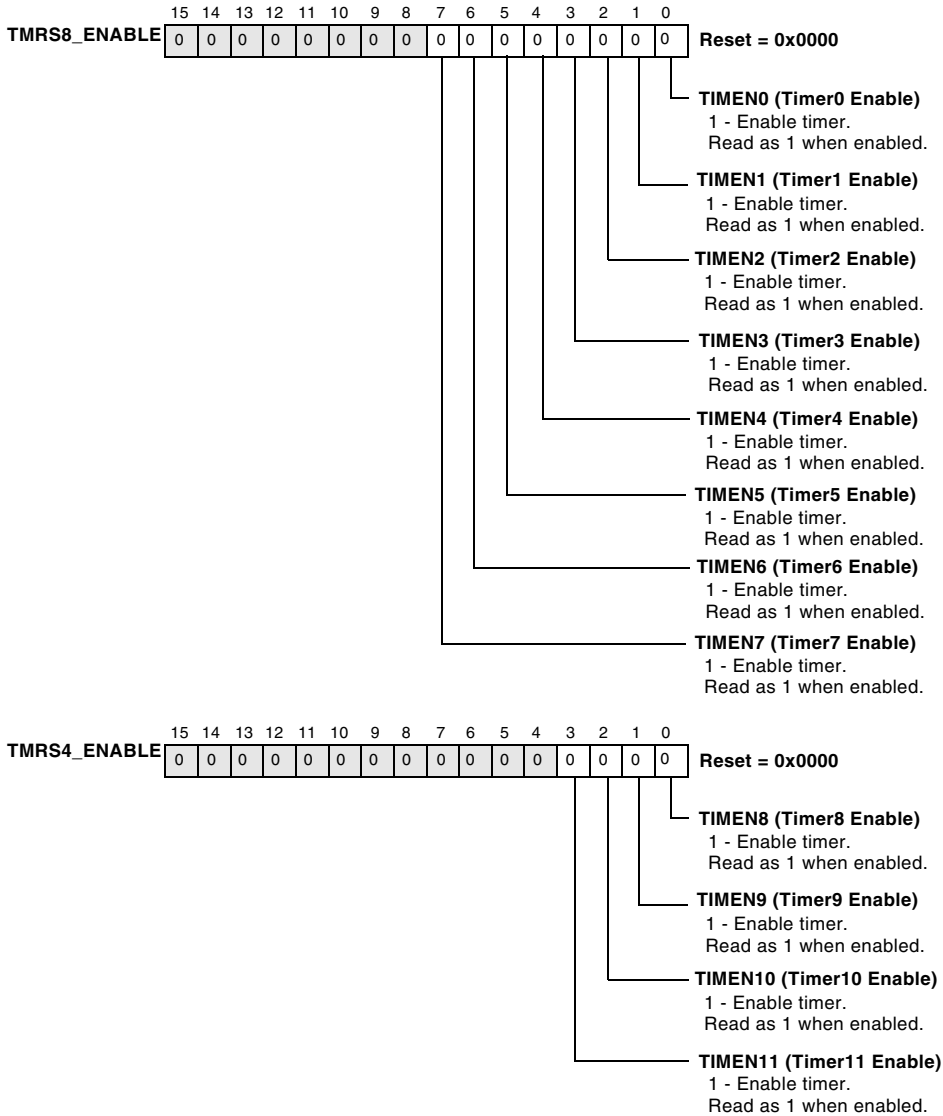 15 14 13 12 11 10 9 8 7 6 5 4 3 2 1 0
TMRS8_ENABLE 0 0 0 0 0 0 0 0 0 0 0 0 0 0 0 0 Reset = 0x0000
TIMEN0 (Timer0 Enable)
1 - Enable timer.
Read as 1 when enabled.
TIMEN1 (Timer1 Enable)
1 - Enable timer.
Read as 1 when enabled.
TIMEN2 (Timer2 Enable)
1 - Enable timer.
Read as 1 when enabled.
TIMEN3 (Timer3 Enable)
1 - Enable timer.
Read as 1 when enabled.
TIMEN4 (Timer4 Enable)
1 - Enable timer.
Read as 1 when enabled.
TIMEN5 (Timer5 Enable)
1 - Enable timer.
Read as 1 when enabled.
TIMEN6 (Timer6 Enable)
1 - Enable timer.
Read as 1 when enabled.
TIMEN7 (Timer7 Enable)
1 - Enable timer.
Read as 1 when enabled.
15 14 13 12 11 10 9 8 7 6 5 4 3 2 1 0
TMRS4_ENABLE 0 0 0 0 0 0 0 0 0 0 0 0 0 0 0 0 Reset = 0x0000
TIMEN8 (Timer8 Enable)
1 - Enable timer.
Read as 1 when enabled.
TIMEN9 (Timer9 Enable)
1 - Enable timer.
Read as 1 when enabled.
TIMEN10 (Timer10 Enable)
1 - Enable timer.
Read as 1 when enabled.
TIMEN11 (Timer11 Enable)
1 - Enable timer.
Read as 1 when enabled.